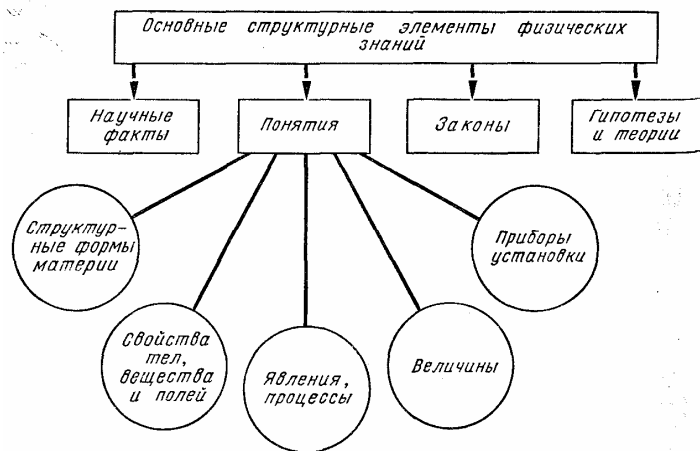 Основные структурные элементы физических
знаний
Научные
факты
Понятия
Законы
Гипотезы
и теории
Структур-
ные формы
материи
Приборы
установки
Свойства
тел,
вещества
и полей
Явления,
процессы
Величины